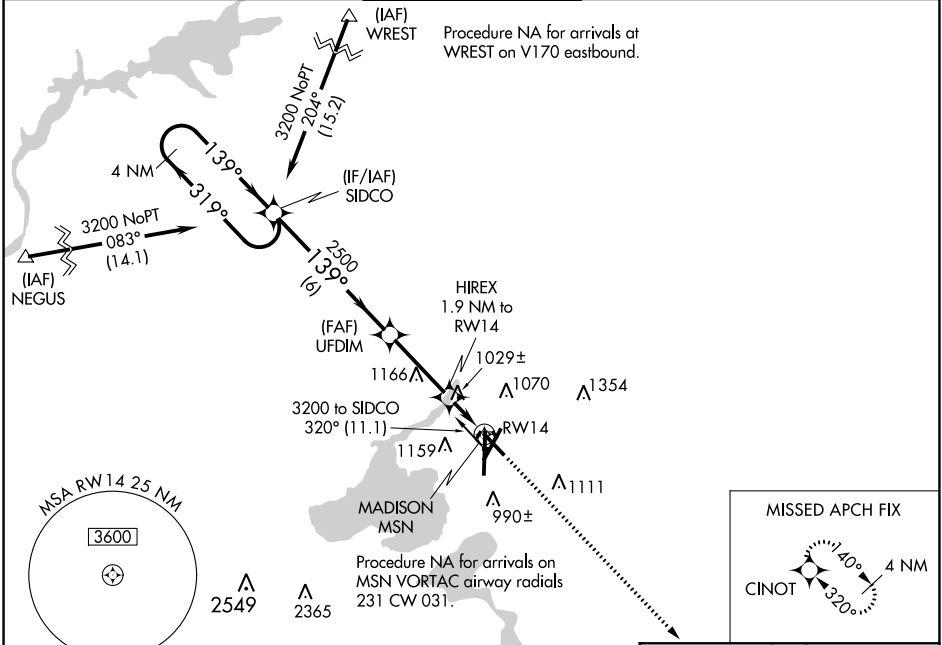 (IAF)
WREST
Procedure NA for arrivals at
WREST on V170 eastbound.
3200 NoPT
204°
(15.2)
4 NM
139°
319°
(IF/IAF)
SIDCO
3200 NoPT
083°
(14.1)
(IAF)
NEGUS
2500
139°
(6)
HIREX
1.9 NM to
RW14
(FAF)
UFDIM
1029±
1166
1070
1354
3200 to SIDCO
320° (11.1)
RW14
1159
1111
MADISON
MSN
990±
MSA RW14 25 NM
3600
Procedure NA for arrivals on
MSN VORTAC airway radials
231 CW 031.
2549
2365
MISSED APCH FIX
140°
4 NM
CINOT
320°